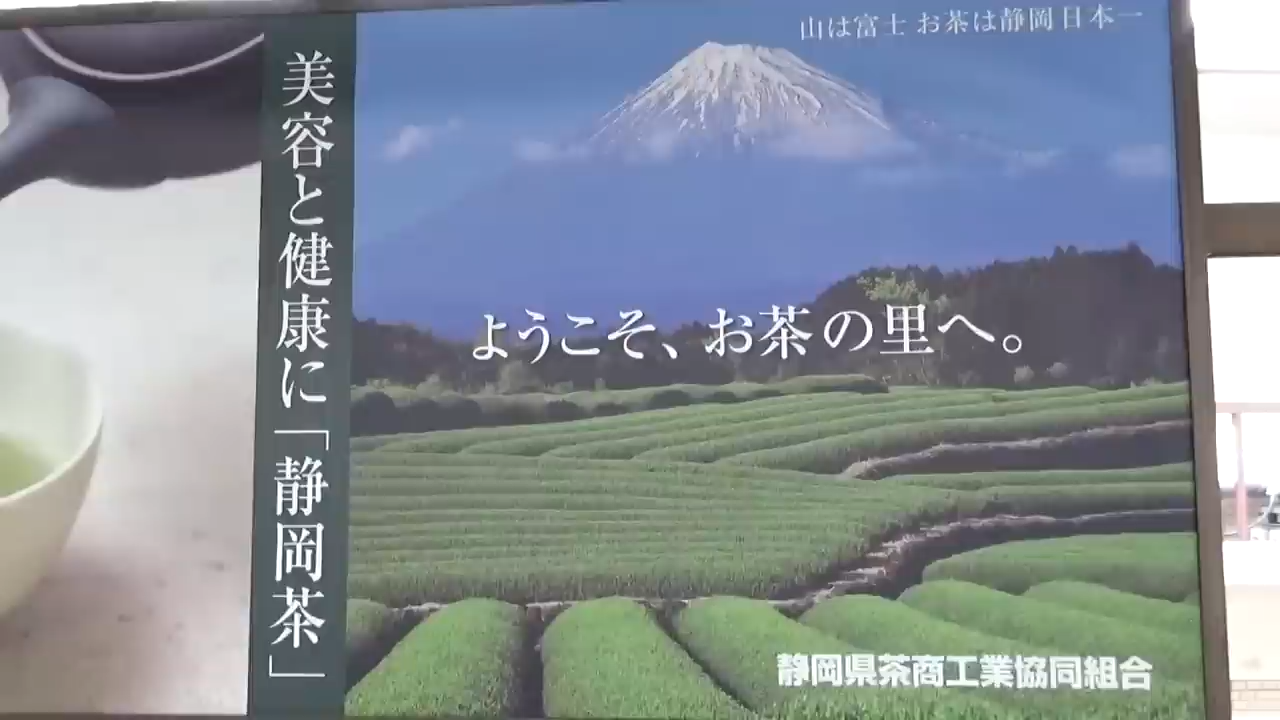 山は富士 お茶は静岡 日本一
美容と健康に「静岡茶」
ようこそ、お茶の里へ。
静岡県茶商工業協同組合